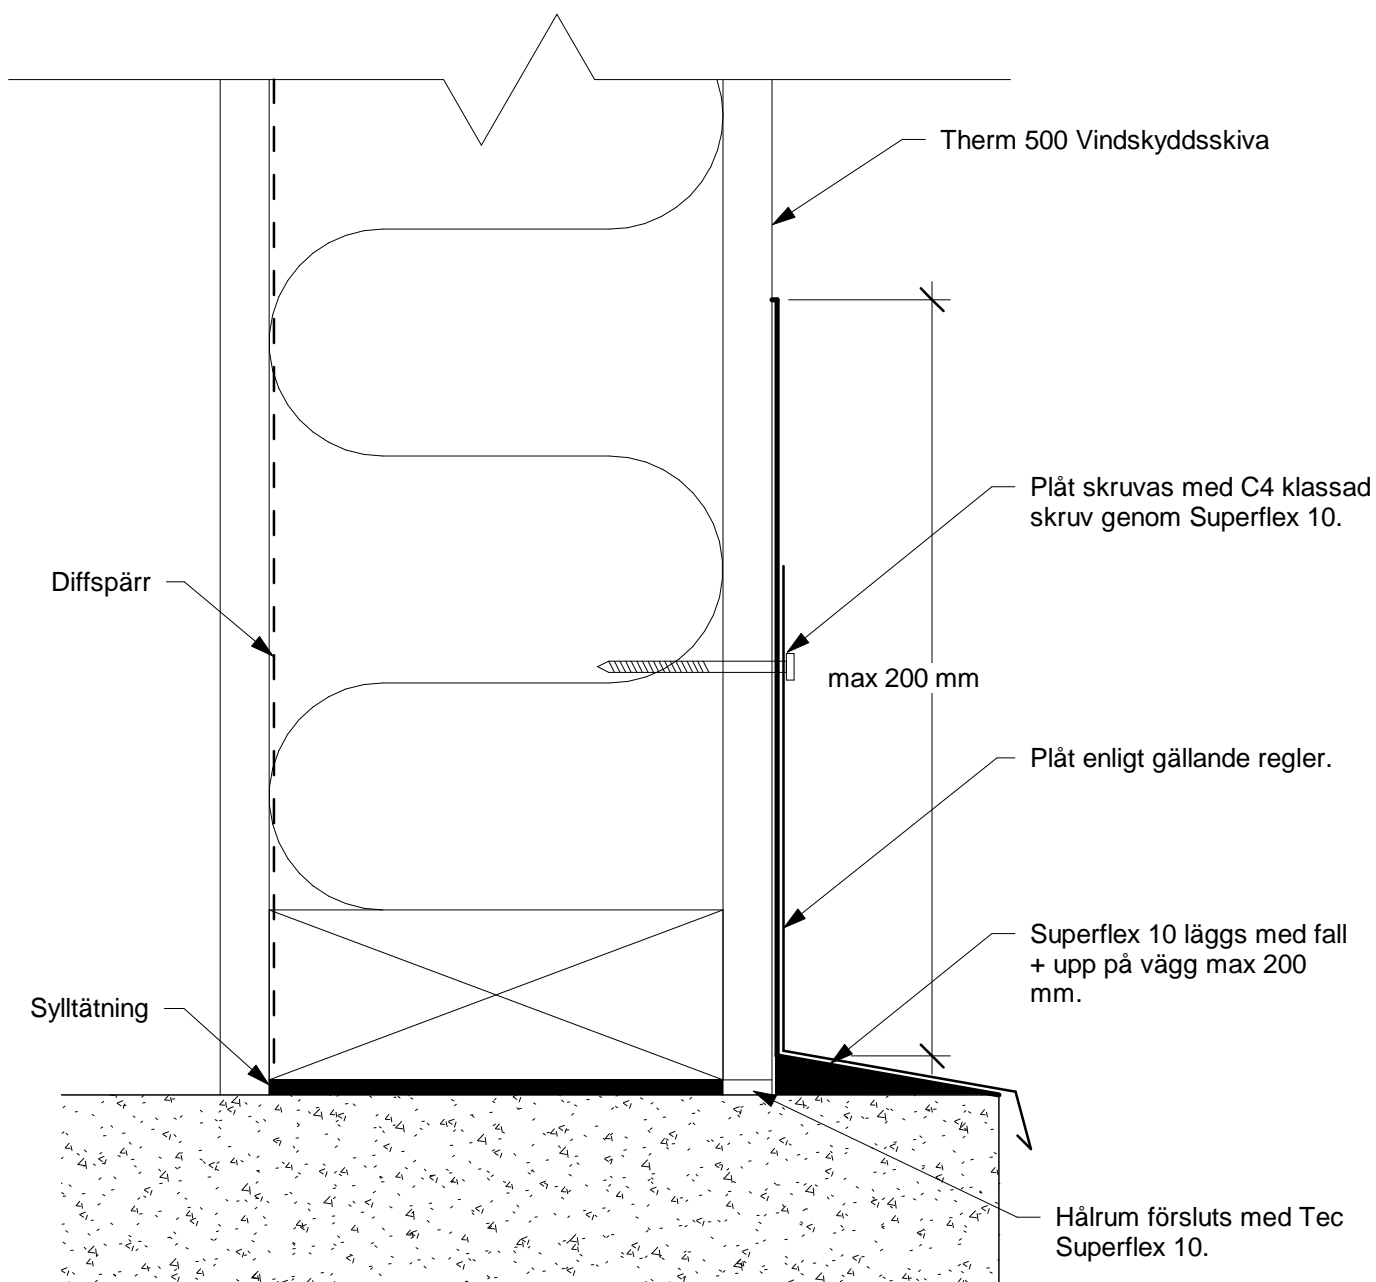 Therm 500 Vindskyddsskiva
Plåt skruvas med C4 klassad
skruv genom Superflex 10.
Diffspärr
max 200 mm
Plåt enligt gällande regler.
Superflex 10 läggs med fall
+ upp på vägg max 200
mm.
Sylltätning
Hålrum försluts med Tec
Superflex 10.